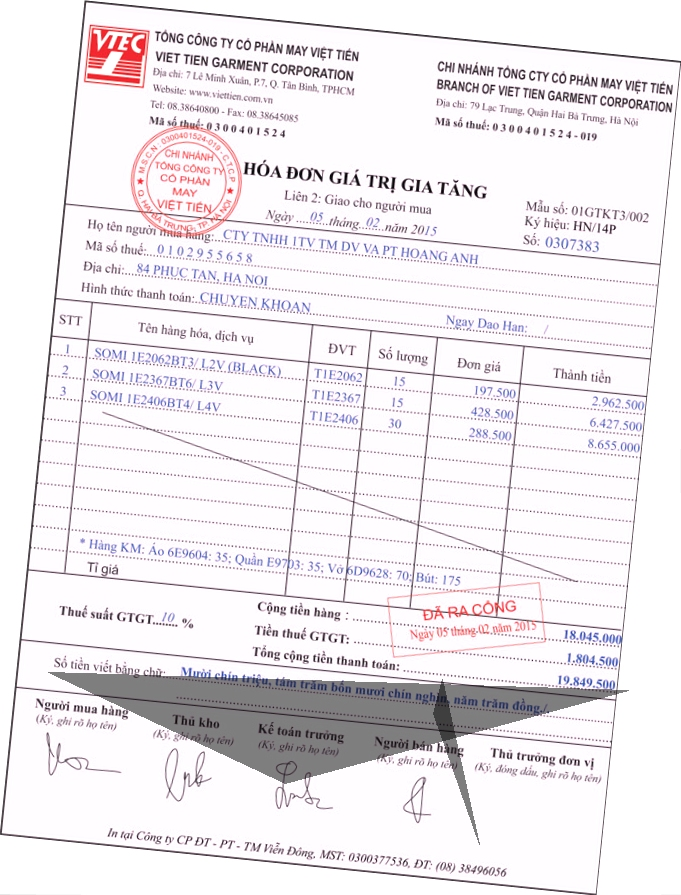 VTEC
TỔNG CÔNG TY CỔ PHẦN MAY VIỆT TIẾN
VIET TIEN GARMENT CORPORATION
Địa chỉ: 7 Lê Minh Xuân, P.7, Q. Tân Bình, TPHCM
Website: www.viettien.com.vn
Tel: 08.38640800 - Fax: 08.38645085
Mã số thuế: 0 3 0 0 4 0 1 5 2 4
CHI NHÁNH TỔNG CTY CỔ PHẦN MAY VIỆT TIẾN
BRANCH OF VIET TIEN GARMENT CORPORATION
Địa chỉ: 79 Lạc Trung, Quận Hai Bà Trưng, Hà Nội
Mã số thuế: 0 3 0 0 4 0 1 5 2 4 - 019
M.S.C.N: 0300401524-019 - C.T.C.P
CHI NHÁNH
TỔNG CÔNG TY
CỔ PHẦN
MAY
VIỆT TIẾN
Q. HAI BÀ TRƯNG, TP. HÀ NỘI
HÓA ĐƠN GIÁ TRỊ GIA TĂNG
Liên 2: Giao cho người mua
Ngày 05 tháng 02 năm 2015
Mẫu số: 01GTKT3/002
Ký hiệu: HN/14P
Số: 0307383
Họ tên người mua hàng: CTY TNHH 1TV TM DV VA PT HOANG ANH
Mã số thuế: 0 1 0 2 9 5 5 6 5 8
Địa chỉ: 84 PHUC TAN, HA NOI
Hình thức thanh toán: CHUYEN KHOAN Ngay Dao Han: /
STT Tên hàng hóa, dịch vụ ĐVT Số lượng Đơn giá Thành tiền
1 SOMI 1E2062BT3/ L2V (BLACK) T1E2062 15 197.500 2.962.500
2 SOMI 1E2367BT6/ L3V T1E2367 15 428.500 6.427.500
3 SOMI 1E2406BT4/ L4V T1E2406 30 288.500 8.655.000
* Hàng KM: Áo 6E9604: 35; Quần E9703: 35; Vớ 6D9628: 70; Bút: 175
Tỉ giá
Cộng tiền hàng : 18.045.000
Thuế suất GTGT 10 % Tiền thuế GTGT: 1.804.500
Tổng cộng tiền thanh toán: 19.849.500
ĐÃ RA CỔNG
Ngày 05 tháng 02 năm 2015
Số tiền viết bằng chữ: Mười chín triệu, tám trăm bốn mươi chín nghìn, năm trăm đồng./.
Người mua hàng Thủ kho Kế toán trưởng Người bán hàng Thủ trưởng đơn vị
(Ký, ghi rõ họ tên) (Ký, ghi rõ họ tên) (Ký, ghi rõ họ tên) (Ký, ghi rõ họ tên) (Ký, đóng dấu, ghi rõ họ tên)
In tại Công ty CP ĐT - PT - TM Viễn Đông, MST: 0300377536, ĐT: (08) 38496056